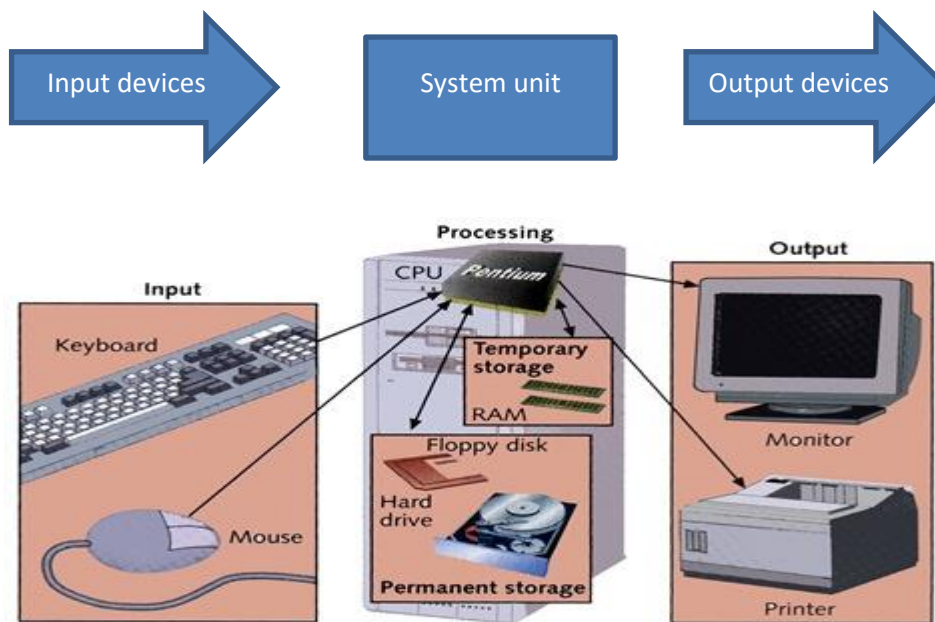 Input devices
System unit
Output devices
Processing
Output
Input
CPU
Pentium
Keyboard
Temporary
storage
RAM
Monitor
Floppy disk
Hard
drive
Mouse
Permanent storage
Printer